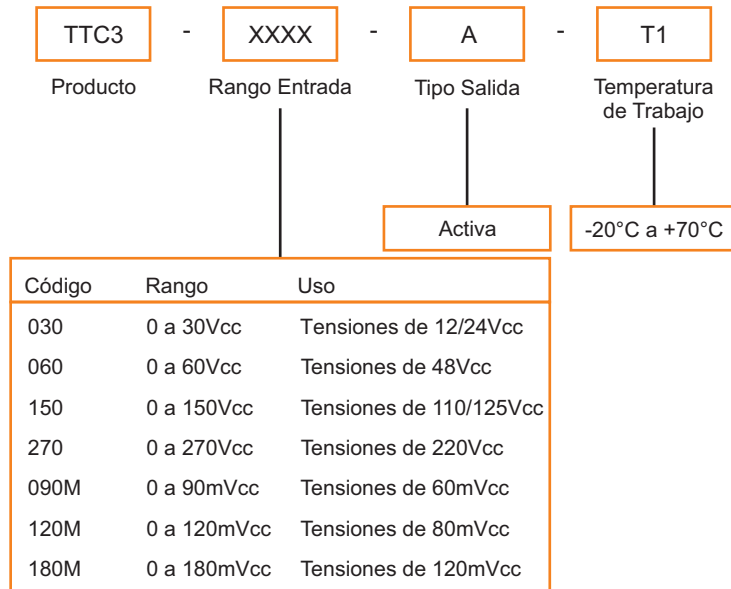 TTC3 - XXXX - A - T1
Producto Rango Entrada Tipo Salida Temperatura
de Trabajo
Activa -20°C a +70°C
Código Rango Uso
030 0 a 30Vcc Tensiones de 12/24Vcc
060 0 a 60Vcc Tensiones de 48Vcc
150 0 a 150Vcc Tensiones de 110/125Vcc
270 0 a 270Vcc Tensiones de 220Vcc
090M 0 a 90mVcc Tensiones de 60mVcc
120M 0 a 120mVcc Tensiones de 80mVcc
180M 0 a 180mVcc Tensiones de 120mVcc